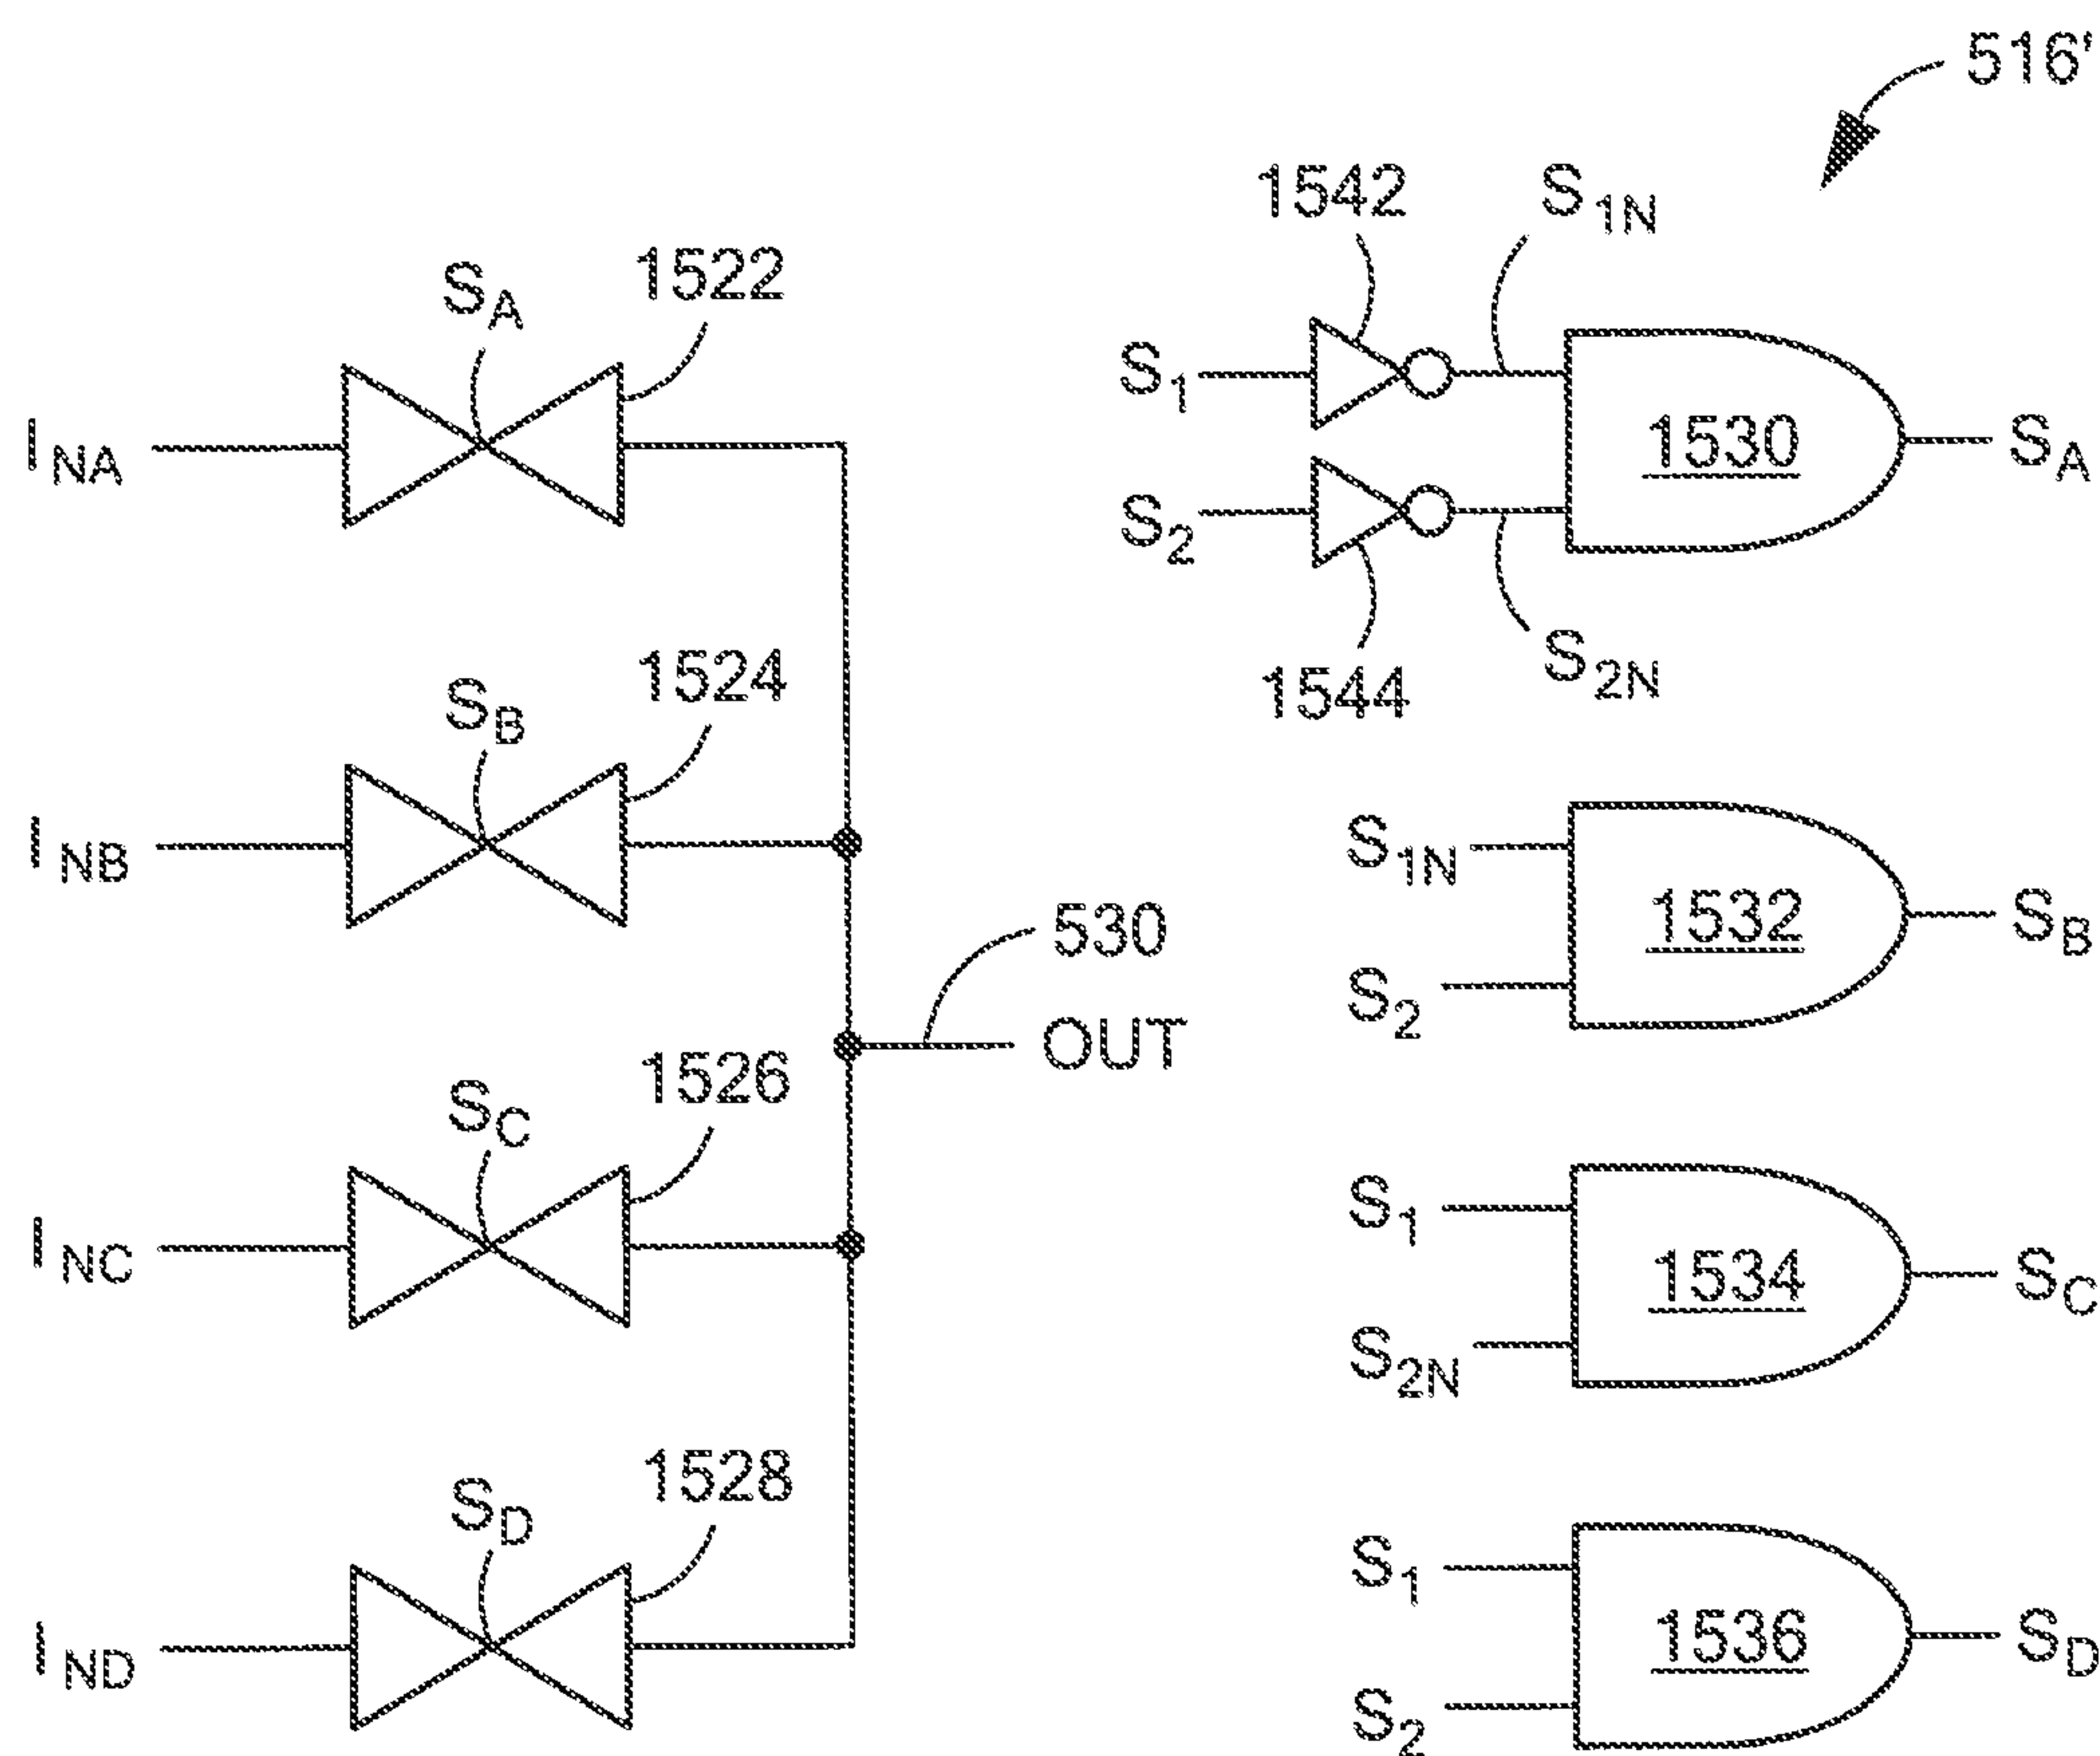 516'
1542
S1N
SA
1522
INA
S1
1530
SA
S2
1544
S2N
SB
1524
INB
S1N
1532
SB
S2
530
OUT
SC
1526
INC
S1
1534
SC
S2N
SD
1528
IND
S1
1536
SD
S2